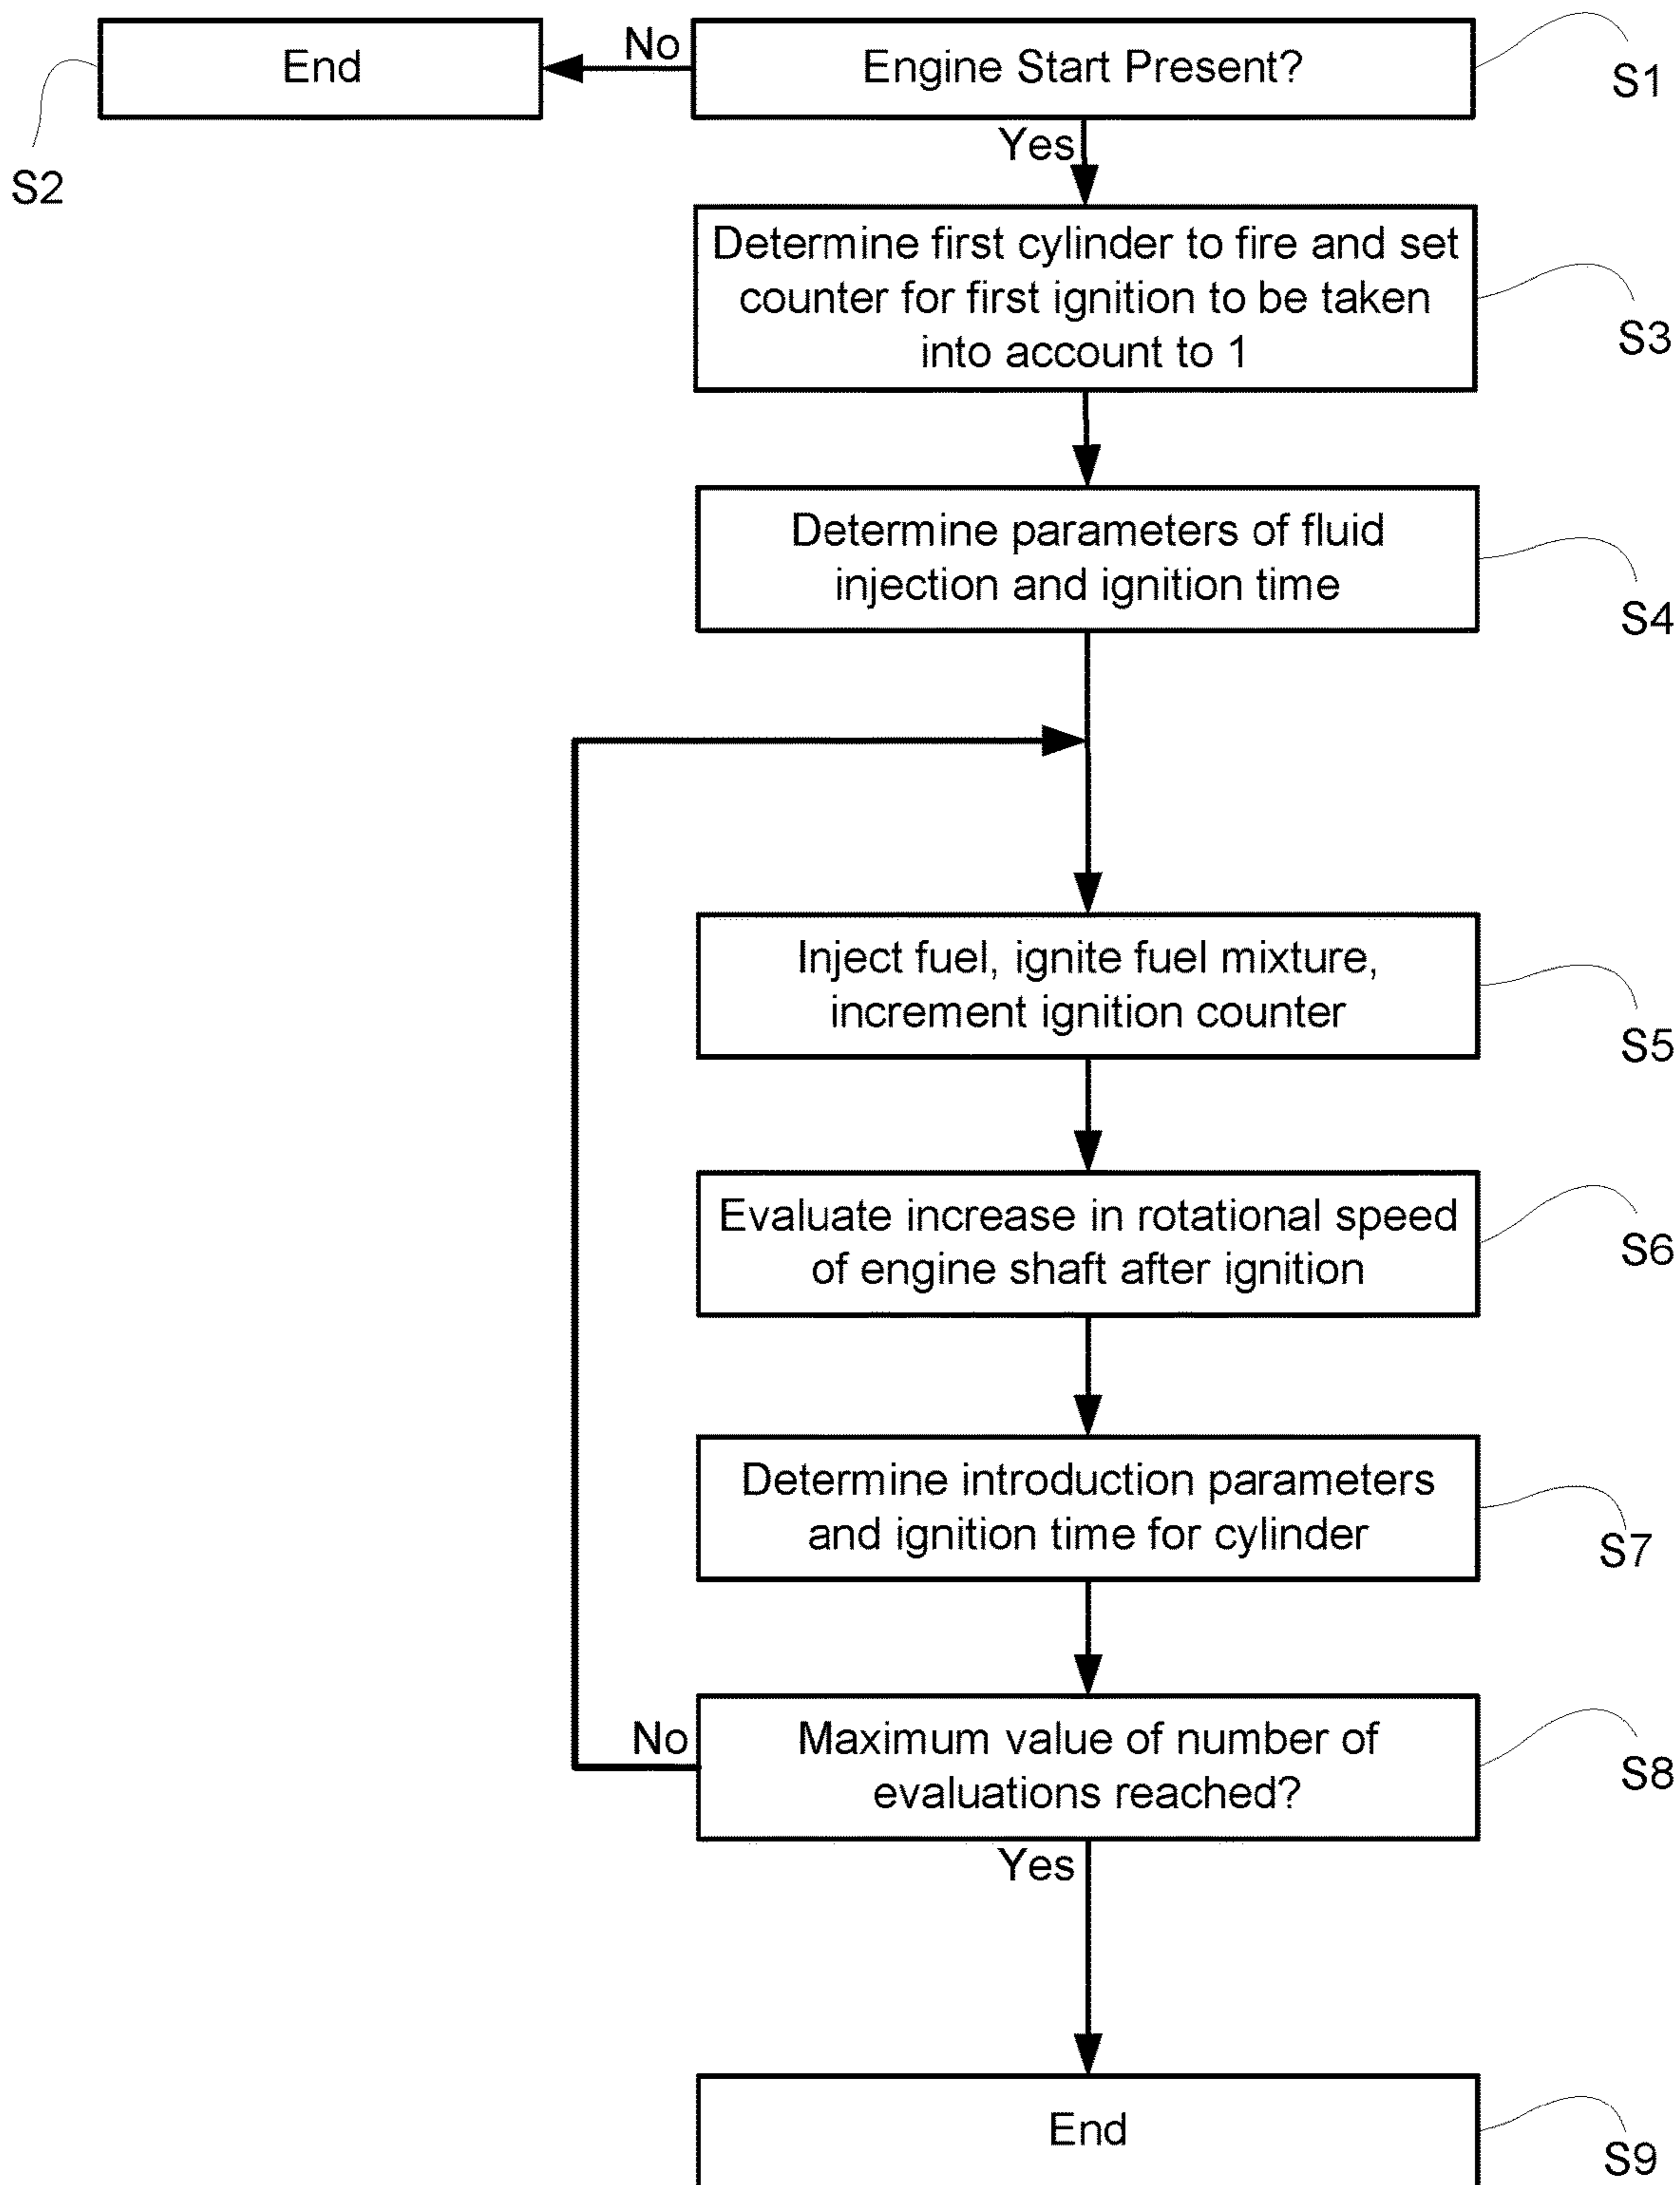 End
No
Engine Start Present?
S1
S2
Yes
Determine first cylinder to fire and set
counter for first ignition to be taken
into account to 1
S3
Determine parameters of fluid
injection and ignition time
S4
Inject fuel, ignite fuel mixture,
increment ignition counter
S5
Evaluate increase in rotational speed
of engine shaft after ignition
S6
Determine introduction parameters
and ignition time for cylinder
S7
No
Maximum value of number of
evaluations reached?
S8
Yes
End
S9